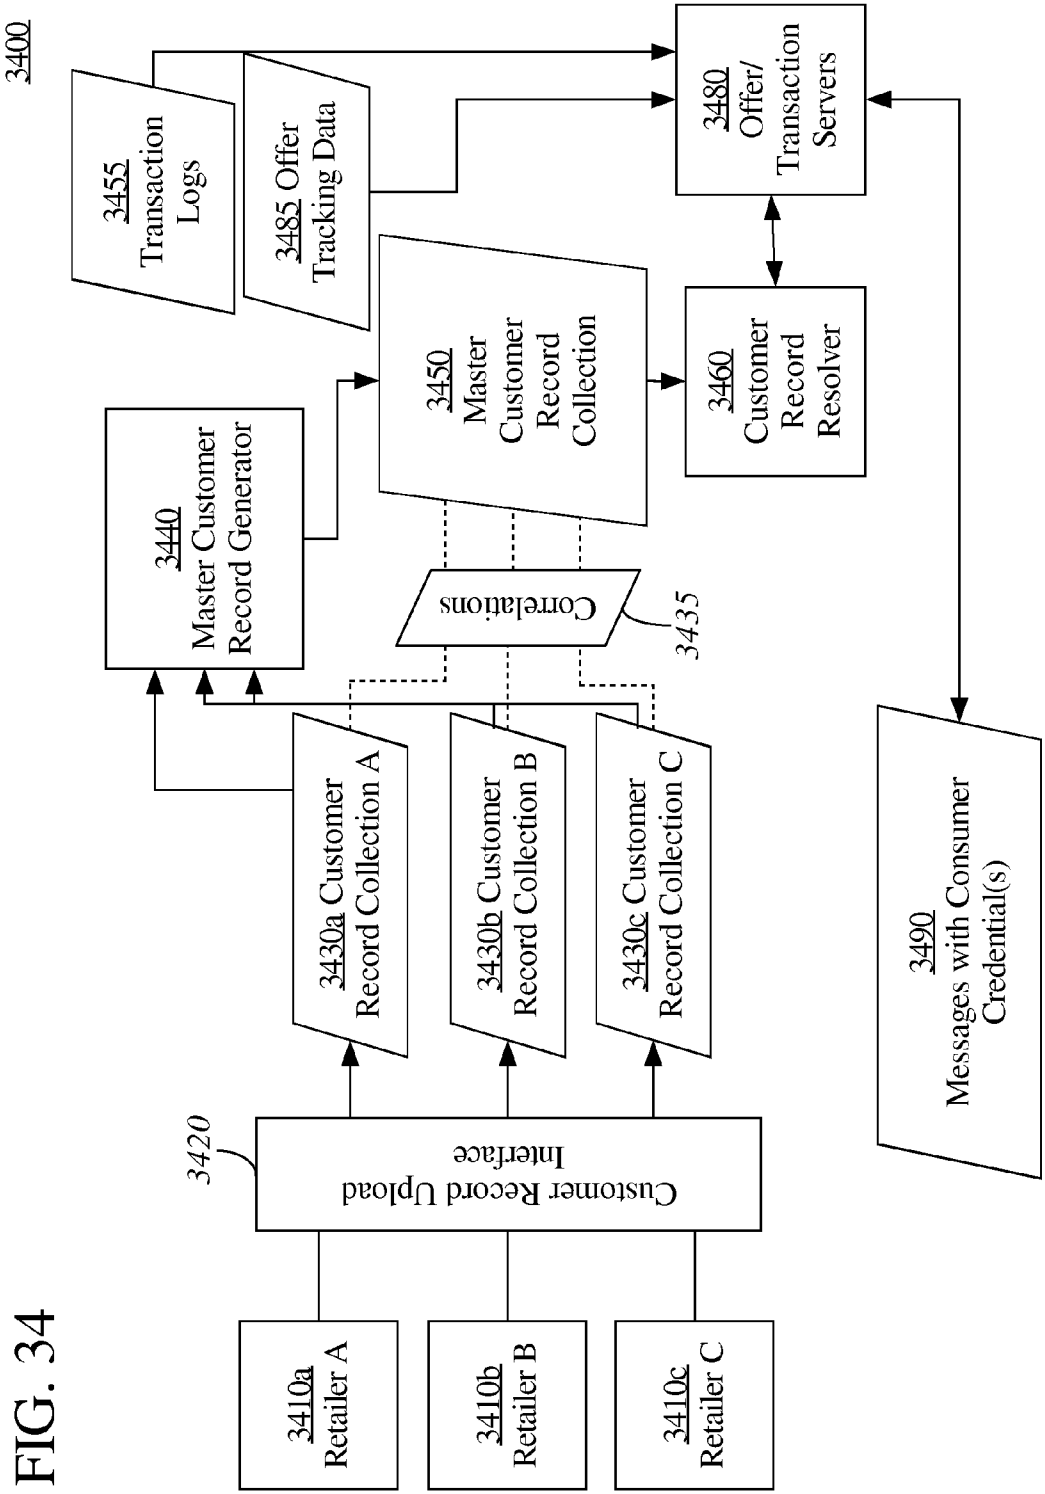 FIG. 34
3400
3410a
Retailer A
3410b
Retailer B
3410c
Retailer C
3420
Customer Record Upload
Interface
3430a Customer
Record Collection A
3430b Customer
Record Collection B
3430c Customer
Record Collection C
3440
Master Customer
Record Generator
Correlations
3435
3450
Master
Customer
Record
Collection
3455
Transaction
Logs
3485 Offer
Tracking Data
3460
Customer
Record
Resolver
3480
Offer/
Transaction
Servers
3490
Messages with Consumer
Credential(s)